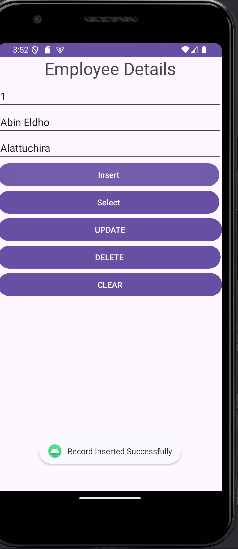 3:52
Employee Details
1
Abin Eldho
Alattuchira
Insert
Select
UPDATE
DELETE
CLEAR
Record Inserted Successfully